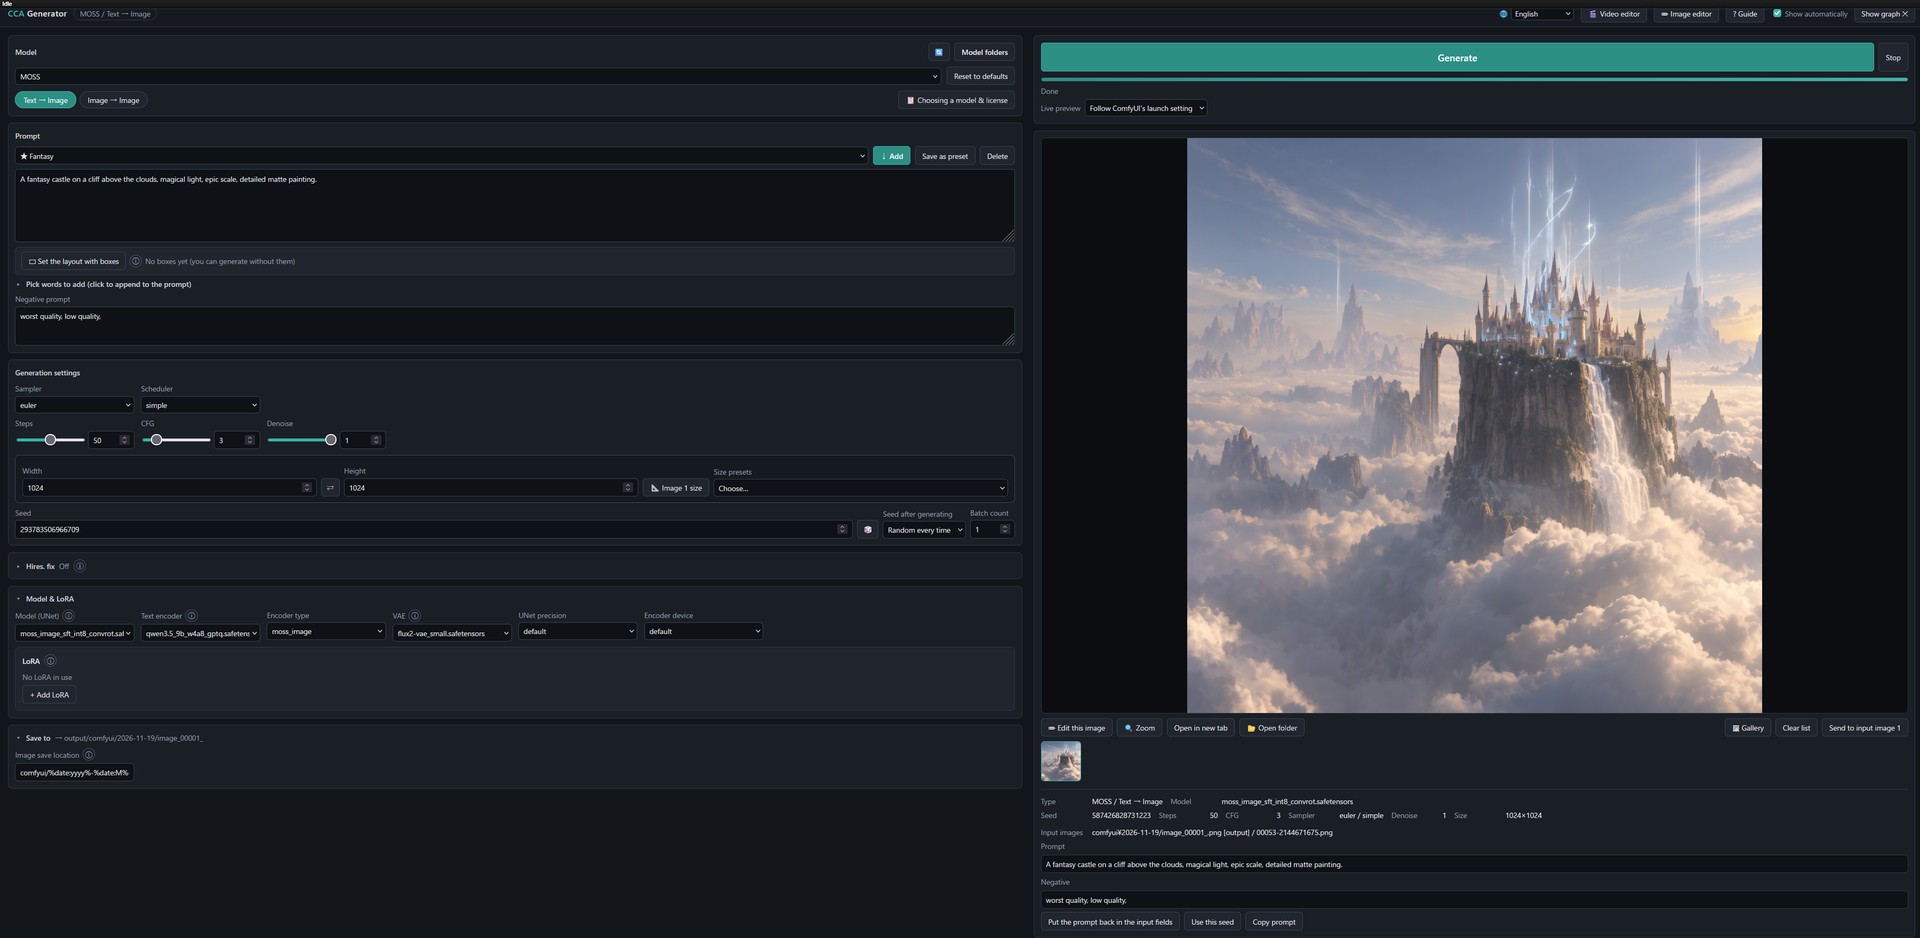 Idle
CCA Generator MOSS / Text → Image
English Video editor Image editor ? Guide Show automatically Show graph ✕
Model
Model folders
MOSS
Reset to defaults
Text → Image Image → Image
Choosing a model & license
Prompt
★ Fantasy
↓ Add Save as preset Delete
A fantasy castle on a cliff above the clouds, magical light, epic scale, detailed matte painting.
Set the layout with boxes No boxes yet (you can generate without them)
Pick words to add (click to append to the prompt)
Negative prompt
worst quality, low quality,
Generation settings
Sampler Scheduler
euler simple
Steps CFG Denoise
50 3 1
Width Height Size presets
1024 1024 Image 1 size Choose...
Seed Seed after generating Batch count
293783506966709 Random every time 1
Hires. fix Off
Model & LoRA
Model (UNet) Text encoder Encoder type VAE UNet precision Encoder device
moss_image_sft_int8_convrot.saf qwen3.5_9b_w4a8_gptq.safetens moss_image flux2-vae_small.safetensors default default
LoRA
No LoRA in use
+ Add LoRA
Save to → output/comfyui/2026-11-19/image_00001_
Image save location
comfyui/%date:yyyy%-%date:M%
Generate
Stop
Done
Live preview Follow ComfyUI's launch setting
Edit this image Zoom Open in new tab Open folder Gallery Clear list Send to input image 1
Type MOSS / Text → Image Model moss_image_sft_int8_convrot.safetensors
Seed 587426828731223 Steps 50 CFG 3 Sampler euler / simple Denoise 1 Size 1024×1024
Input images comfyui¥2026-11-19/image_00001_.png [output] / 00053-2144671675.png
Prompt
A fantasy castle on a cliff above the clouds, magical light, epic scale, detailed matte painting.
Negative
worst quality, low quality,
Put the prompt back in the input fields Use this seed Copy prompt